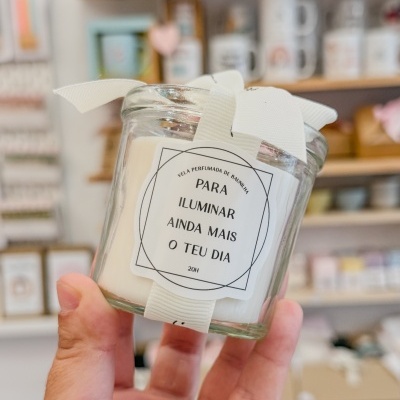 VELA PERFUMADA DE BAUNILHA
PARA
ILUMINAR
AINDA MAIS
O TEU DIA
20H